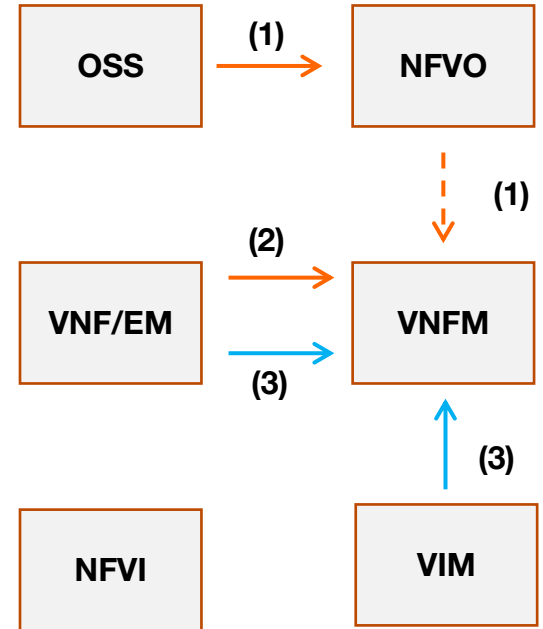 OSS
(1)
NFVO
(1)
(2)
VNF/EM
VNFM
(3)
(3)
NFVI
VIM